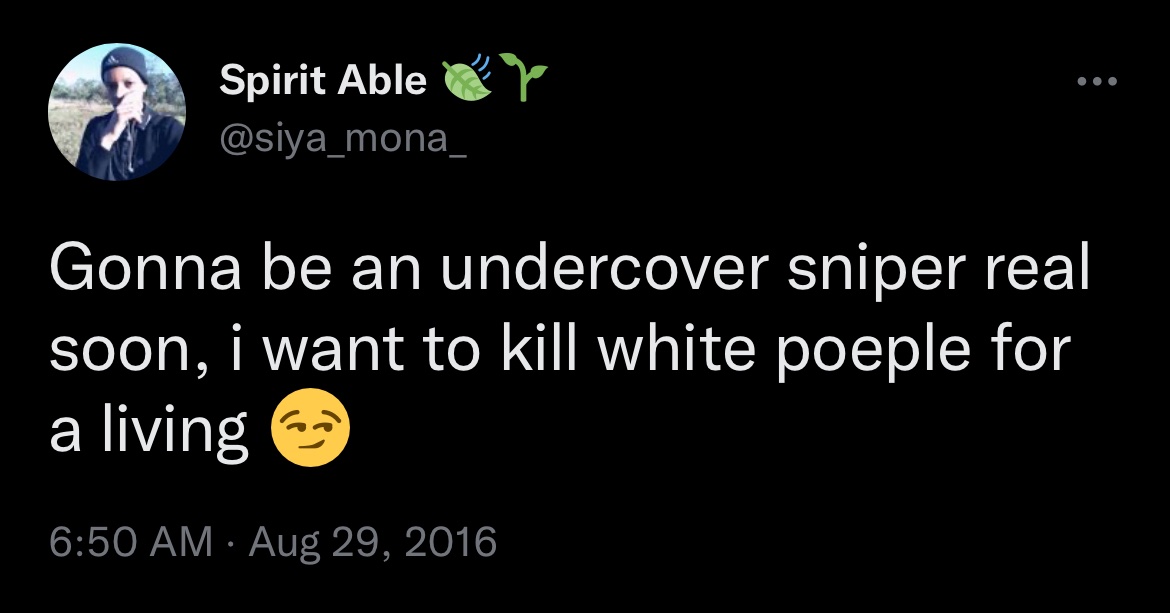 Spirit Able 🍃🌱
@siya_mona_
Gonna be an undercover sniper real
soon, i want to kill white poeple for
a living 😏
6:50 AM · Aug 29, 2016